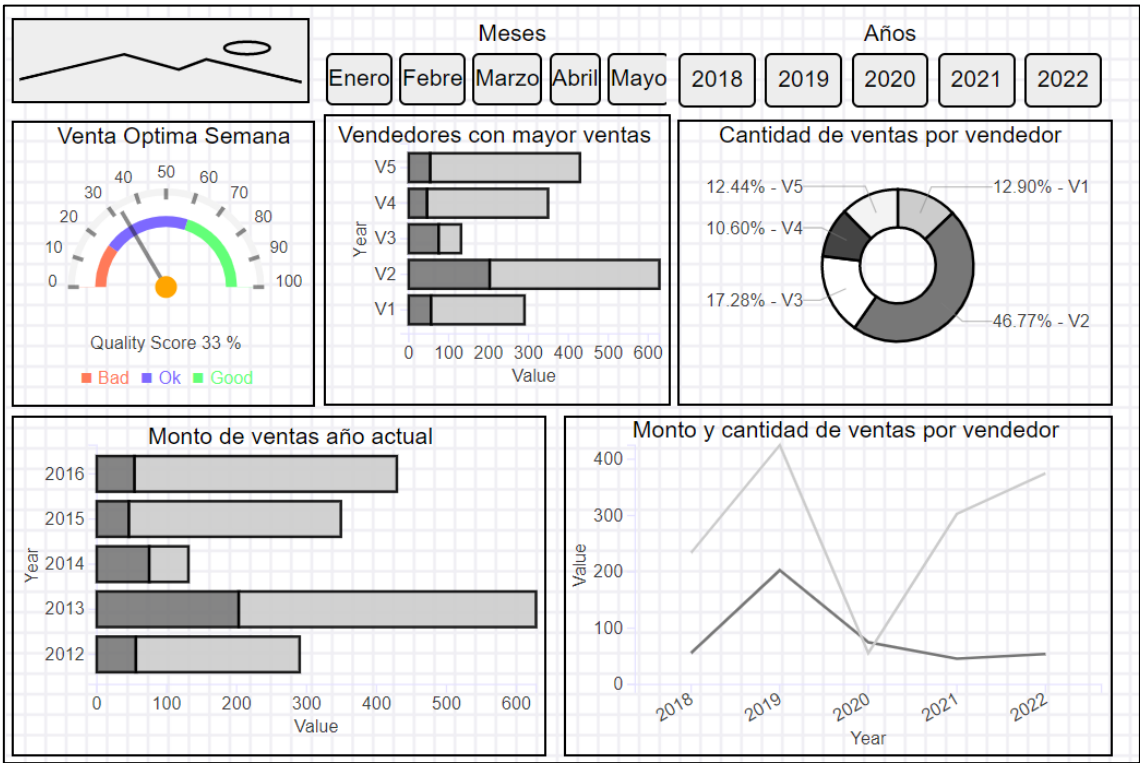 Meses
Años
Enero
Febre
Marzo
Abril
Mayo
2018
2019
2020
2021
2022
Venta Optima Semana
0
10
20
30
40
50
60
70
80
90
100
Quality Score 33 %
Bad
Ok
Good
Vendedores con mayor ventas
V5
V4
V3
V2
V1
Year
0 100 200 300 400 500 600
Value
Cantidad de ventas por vendedor
12.44% - V5
12.90% - V1
10.60% - V4
17.28% - V3
46.77% - V2
Monto de ventas año actual
2016
2015
2014
2013
2012
Year
0 100 200 300 400 500 600
Value
Monto y cantidad de ventas por vendedor
400
300
200
100
0
Value
2018 2019 2020 2021 2022
Year